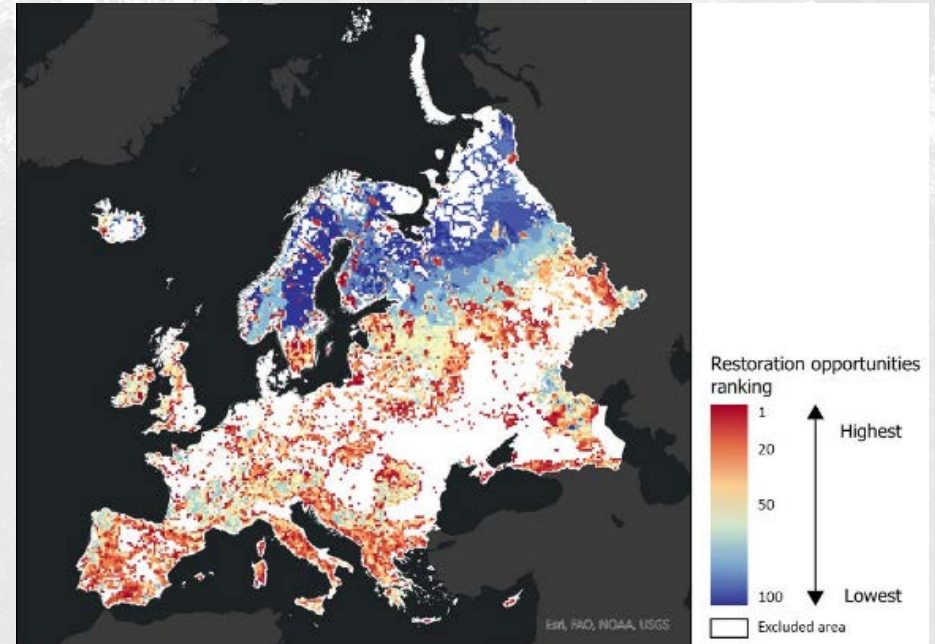 Restoration opportunities
ranking
1
Highest
20
50
100
Lowest
Excluded area
Esri, FAO, NOAA, USGS